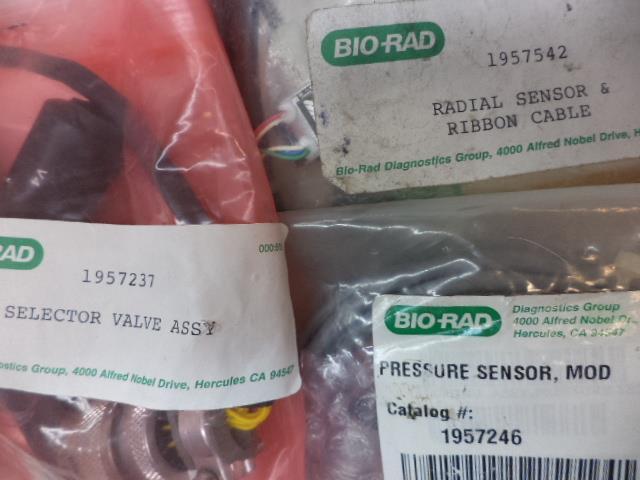 BIO-RAD
1957542
RADIAL SENSOR &
RIBBON CABLE
Bio-Rad Diagnostics Group, 4000 Alfred Nobel Drive, H
RAD
1957237
SELECTOR VALVE ASSY
Diagnostics Group, 4000 Alfred Nobel Drive, Hercules CA 94547
BIO-RAD
Diagnostics Group
4000 Alfred Nobel Dr
Hercules, CA 94547
PRESSURE SENSOR, MOD
Catalog #:
1957246